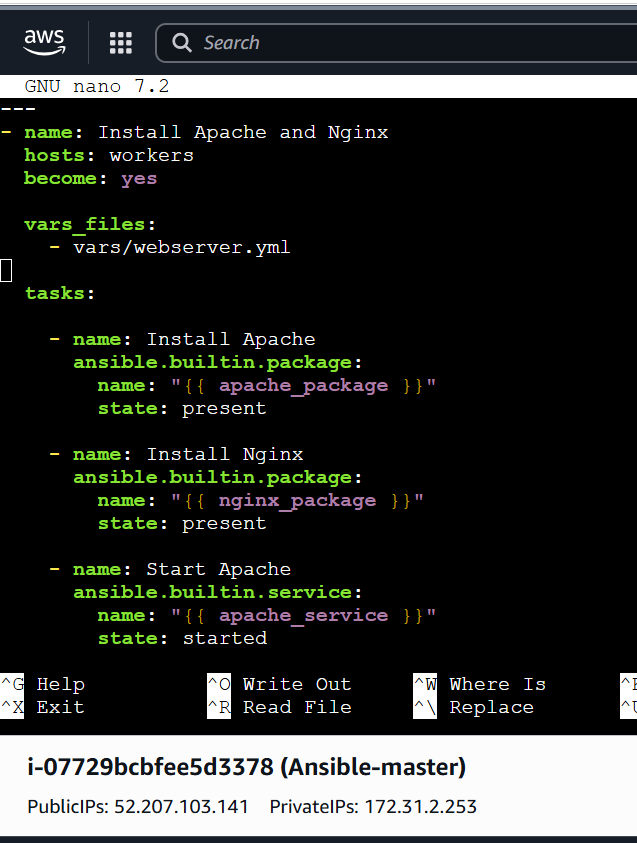 aws
Search
GNU nano 7.2
---
- name: Install Apache and Nginx
  hosts: workers
  become: yes
  vars_files:
    - vars/webserver.yml
  tasks:
    - name: Install Apache
      ansible.builtin.package:
        name: "{{ apache_package }}"
        state: present
    - name: Install Nginx
      ansible.builtin.package:
        name: "{{ nginx_package }}"
        state: present
    - name: Start Apache
      ansible.builtin.service:
        name: "{{ apache_service }}"
        state: started
^G Help ^O Write Out ^W Where Is
^X Exit ^R Read File ^\ Replace
i-07729bcbfee5d3378 (Ansible-master)
PublicIPs: 52.207.103.141 PrivateIPs: 172.31.2.253